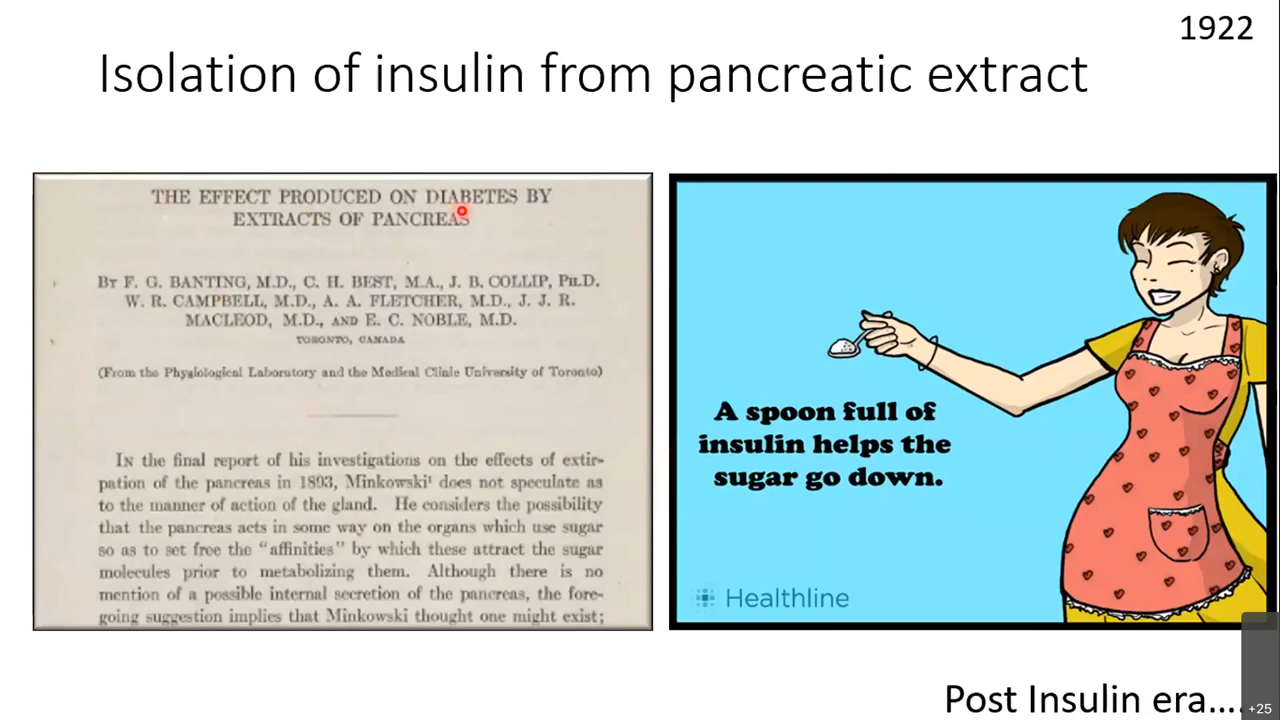 1922
Isolation of insulin from pancreatic extract
THE EFFECT PRODUCED ON DIABETES BY
EXTRACTS OF PANCREAS
By F. G. BANTING, M.D., C. H. BEST, M.A., J. B. COLLIP, PH.D.
W. R. CAMPBELL, M.D., A. A. FLETCHER, M.D., J. J. R.
MACLEOD, M.D., AND E. C. NOBLE, M.D.
TORONTO, CANADA
(From the Physiological Laboratory and the Medical Clinic University of Toronto)
IN the final report of his investigations on the effects of extir-
pation of the pancreas in 1893, Minkowski¹ does not speculate as
to the manner of action of the gland. He considers the possibility
that the pancreas acts in some way on the organs which use sugar
so as to set free the "affinities" by which these attract the sugar
molecules prior to metabolizing them. Although there is no
mention of a possible internal secretion of the pancreas, the fore-
going suggestion implies that Minkowski thought one might exist;
A spoon full of
insulin helps the
sugar go down.
Healthline
Post Insulin era....
+25